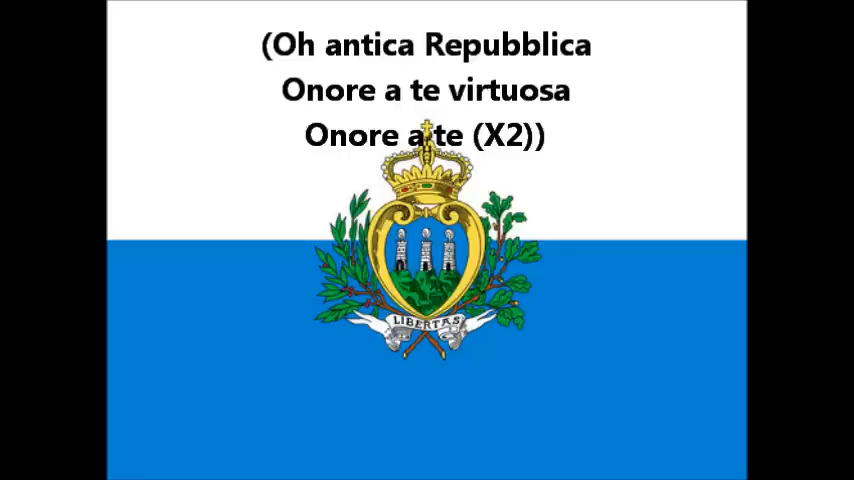 (Oh antica Repubblica
Onore a te virtuosa
Onore a te (X2))
LIBERTAS